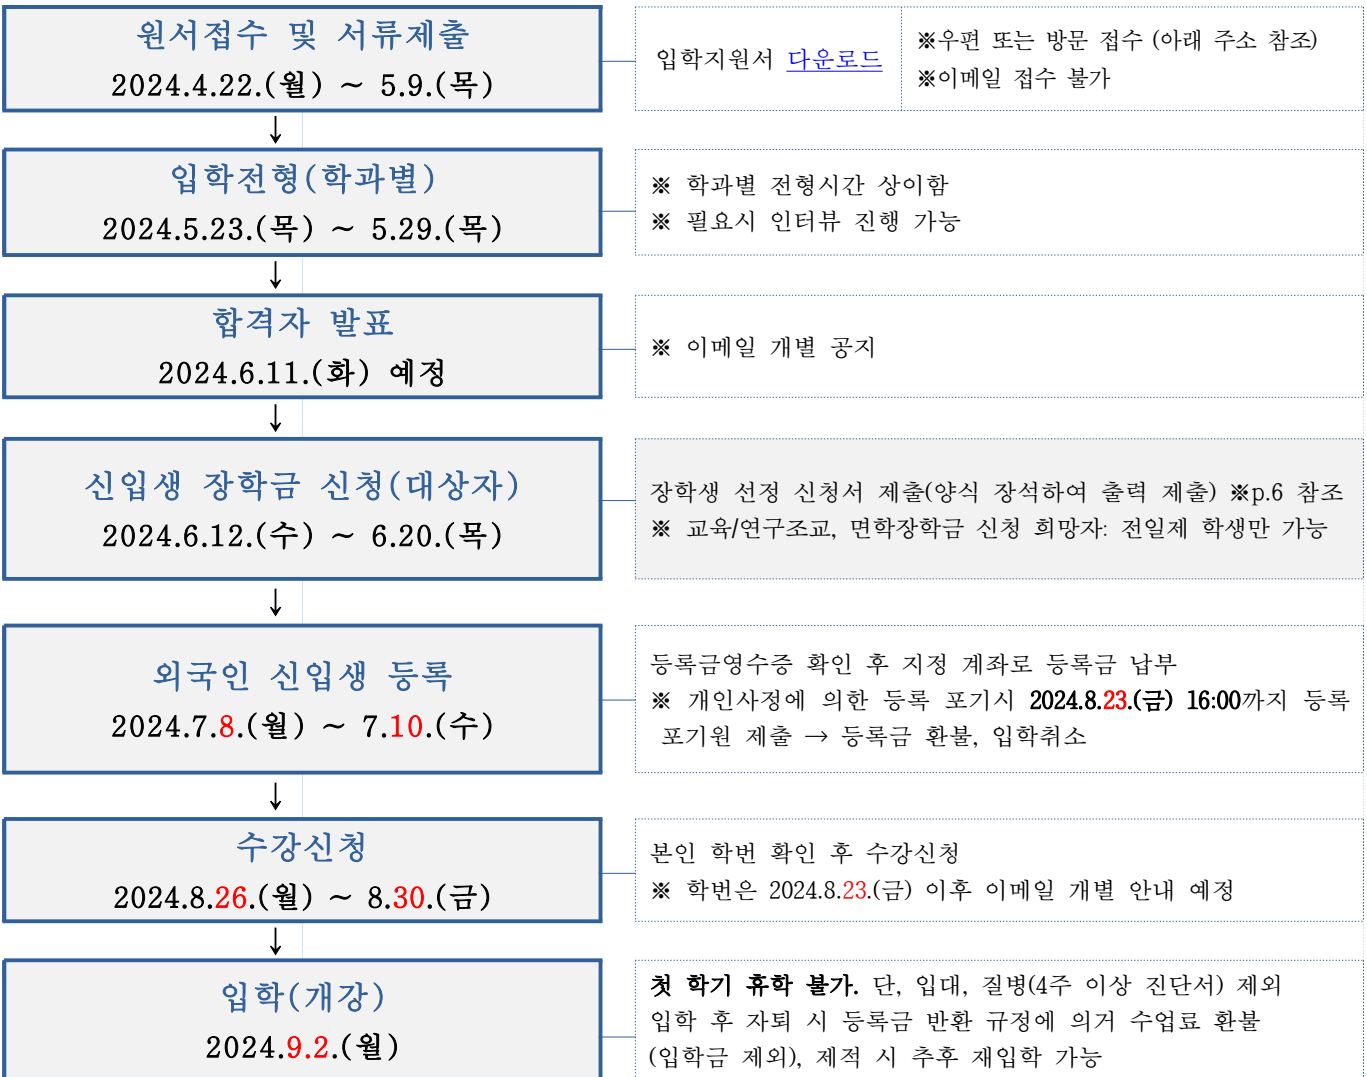 원서접수 및 서류제출
2024.4.22.(월) ~ 5.9.(목)
입학지원서 다운로드
※우편 또는 방문 접수 (아래 주소 참조)
※이메일 접수 불가
↓
입학전형(학과별)
2024.5.23.(목) ~ 5.29.(목)
※ 학과별 전형시간 상이함
※ 필요시 인터뷰 진행 가능
↓
합격자 발표
2024.6.11.(화) 예정
※ 이메일 개별 공지
↓
신입생 장학금 신청(대상자)
2024.6.12.(수) ~ 6.20.(목)
장학생 선정 신청서 제출(양식 장석하여 출력 제출) ※p.6 참조
※ 교육/연구조교, 면학장학금 신청 희망자: 전일제 학생만 가능
↓
외국인 신입생 등록
2024.7.8.(월) ~ 7.10.(수)
등록금영수증 확인 후 지정 계좌로 등록금 납부
※ 개인사정에 의한 등록 포기시 2024.8.23.(금) 16:00까지 등록
포기원 제출 → 등록금 환불, 입학취소
↓
수강신청
2024.8.26.(월) ~ 8.30.(금)
본인 학번 확인 후 수강신청
※ 학번은 2024.8.23.(금) 이후 이메일 개별 안내 예정
↓
입학(개강)
2024.9.2.(월)
첫 학기 휴학 불가. 단, 입대, 질병(4주 이상 진단서) 제외
입학 후 자퇴 시 등록금 반환 규정에 의거 수업료 환불
(입학금 제외), 제적 시 추후 재입학 가능